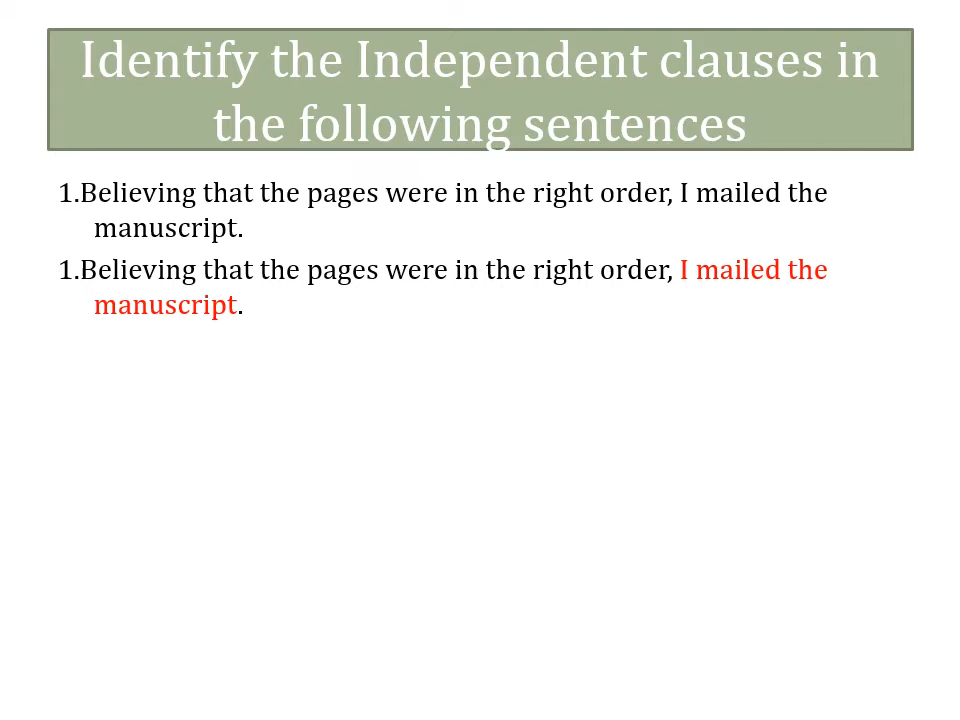 Identify the Independent clauses in
the following sentences
1.Believing that the pages were in the right order, I mailed the
manuscript.
1.Believing that the pages were in the right order, I mailed the
manuscript.